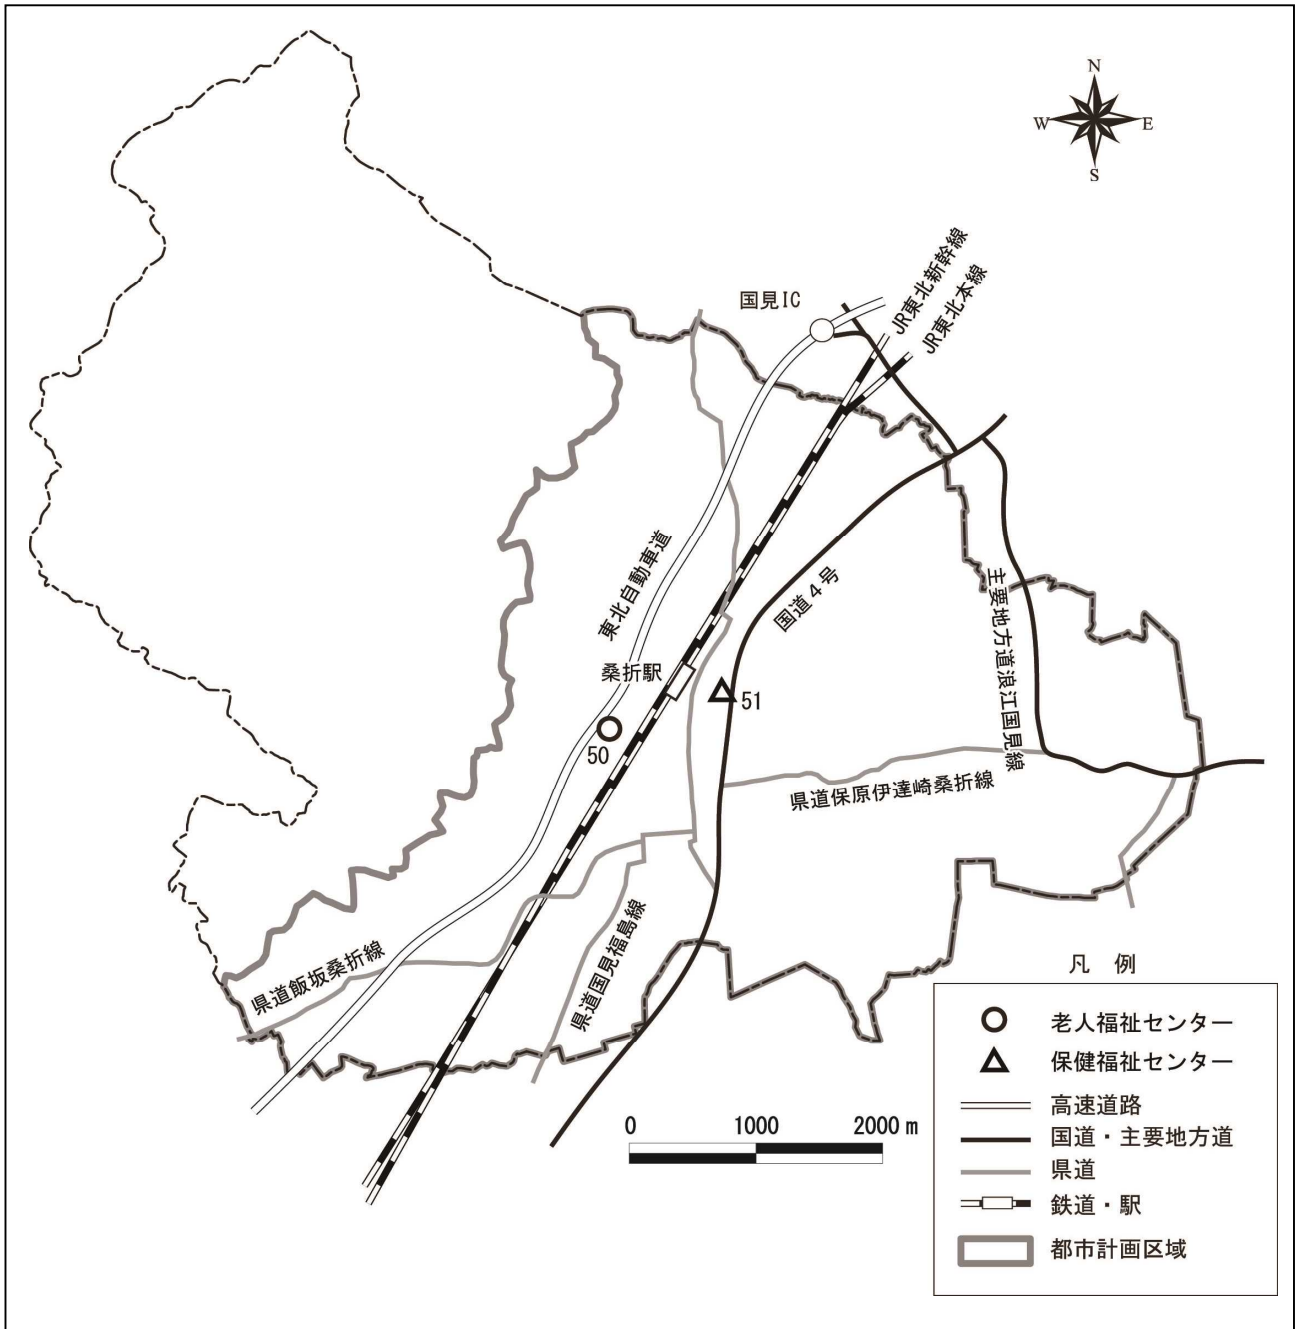 N
W
E
S
国見IC
JR東北新幹線
JR東北本線
東北自動車道
国道4号
桑折駅
51
50
主要地方道浪江国見線
県道保原伊達崎桑折線
県道飯坂桑折線
県道国見福島線
0 1000 2000m
凡 例
老人福祉センター
保健福祉センター
高速道路
国道・主要地方道
県道
鉄道・駅
都市計画区域